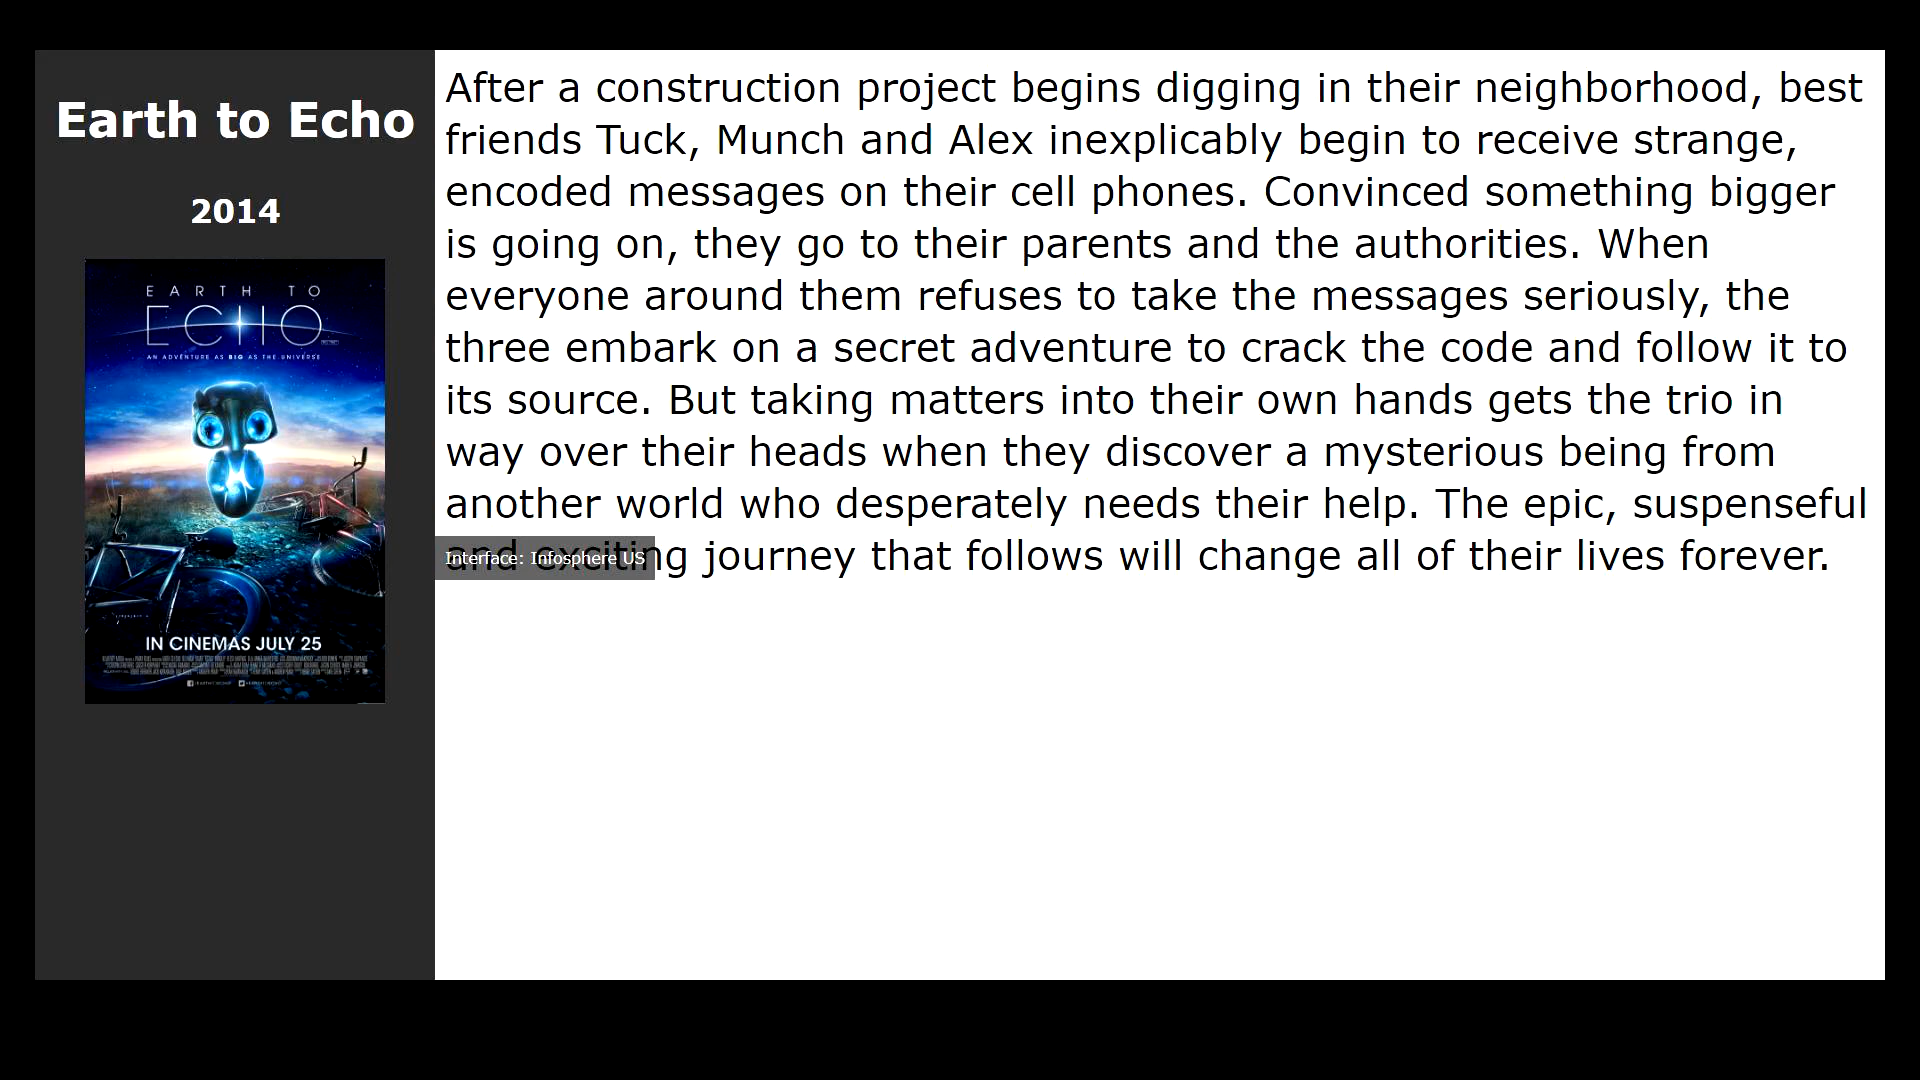 Earth to Echo
2014
EARTH TO
ECHO
AN ADVENTURE AS BIG AS THE UNIVERSE
IN CINEMAS JULY 25
After a construction project begins digging in their neighborhood, best
friends Tuck, Munch and Alex inexplicably begin to receive strange,
encoded messages on their cell phones. Convinced something bigger
is going on, they go to their parents and the authorities. When
everyone around them refuses to take the messages seriously, the
three embark on a secret adventure to crack the code and follow it to
its source. But taking matters into their own hands gets the trio in
way over their heads when they discover a mysterious being from
another world who desperately needs their help. The epic, suspenseful
and exciting journey that follows will change all of their lives forever.
Interface: Infosphere US